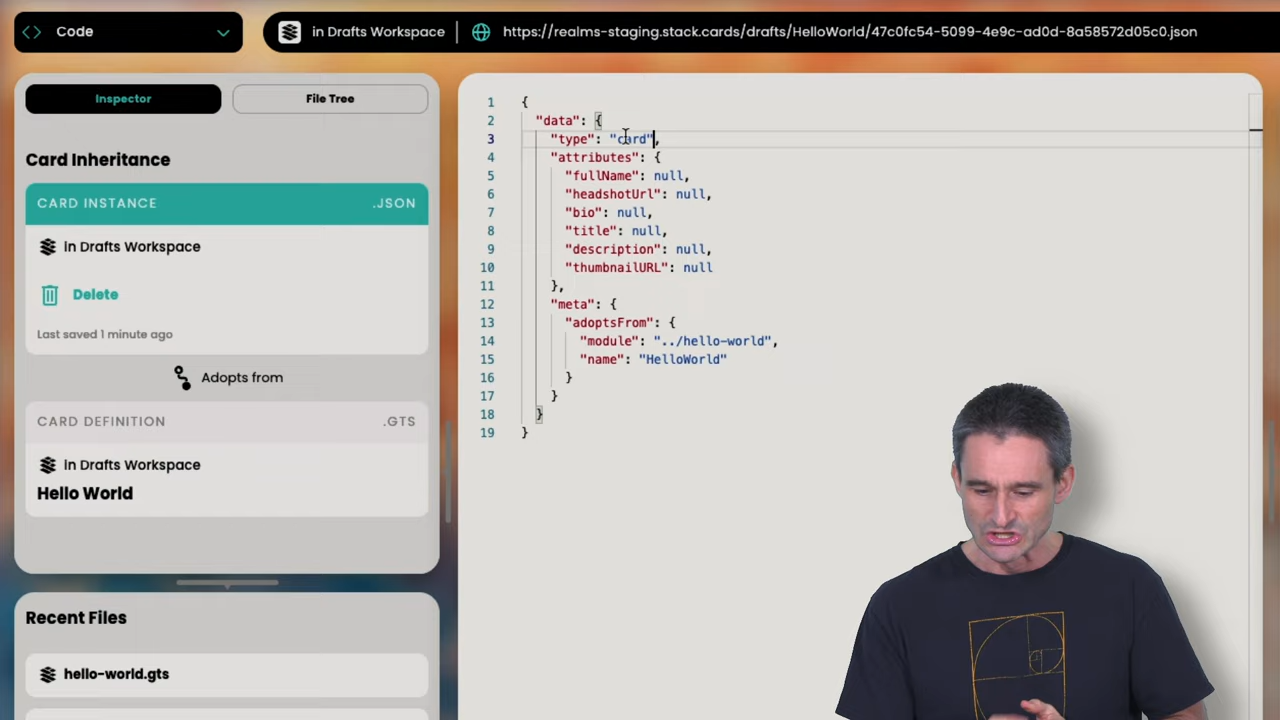 Code
in Drafts Workspace
https://realms-staging.stack.cards/drafts/HelloWorld/47c0fc54-5099-4e9c-ad0d-8a58572d05c0.json
Inspector
File Tree
Card Inheritance
CARD INSTANCE .JSON
in Drafts Workspace
Delete
Last saved 1 minute ago
Adopts from
CARD DEFINITION .GTS
in Drafts Workspace
Hello World
Recent Files
hello-world.gts
1 {
2 "data": {
3 "type": "card",
4 "attributes": {
5 "fullName": null,
6 "headshotUrl": null,
7 "bio": null,
8 "title": null,
9 "description": null,
10 "thumbnailURL": null
11 },
12 "meta": {
13 "adoptsFrom": {
14 "module": "../hello-world",
15 "name": "HelloWorld"
16 }
17 }
18 }
19 }